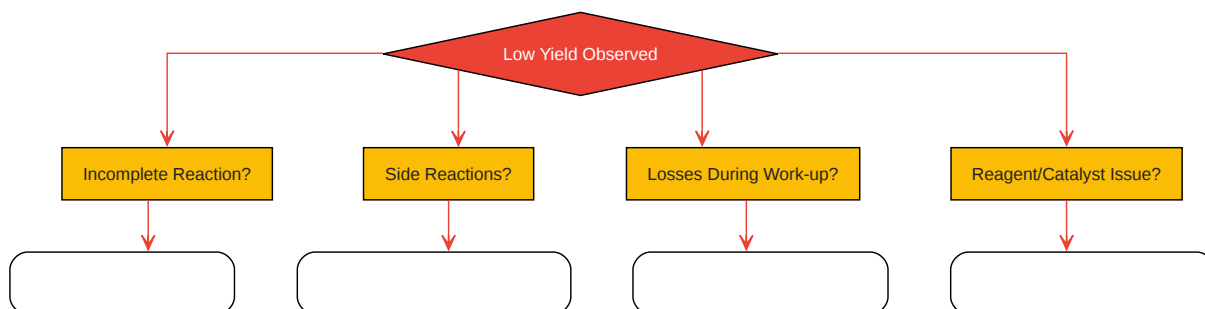 Low Yield Observed
Incomplete Reaction?
Side Reactions?
Losses During Work-up?
Reagent/Catalyst Issue?